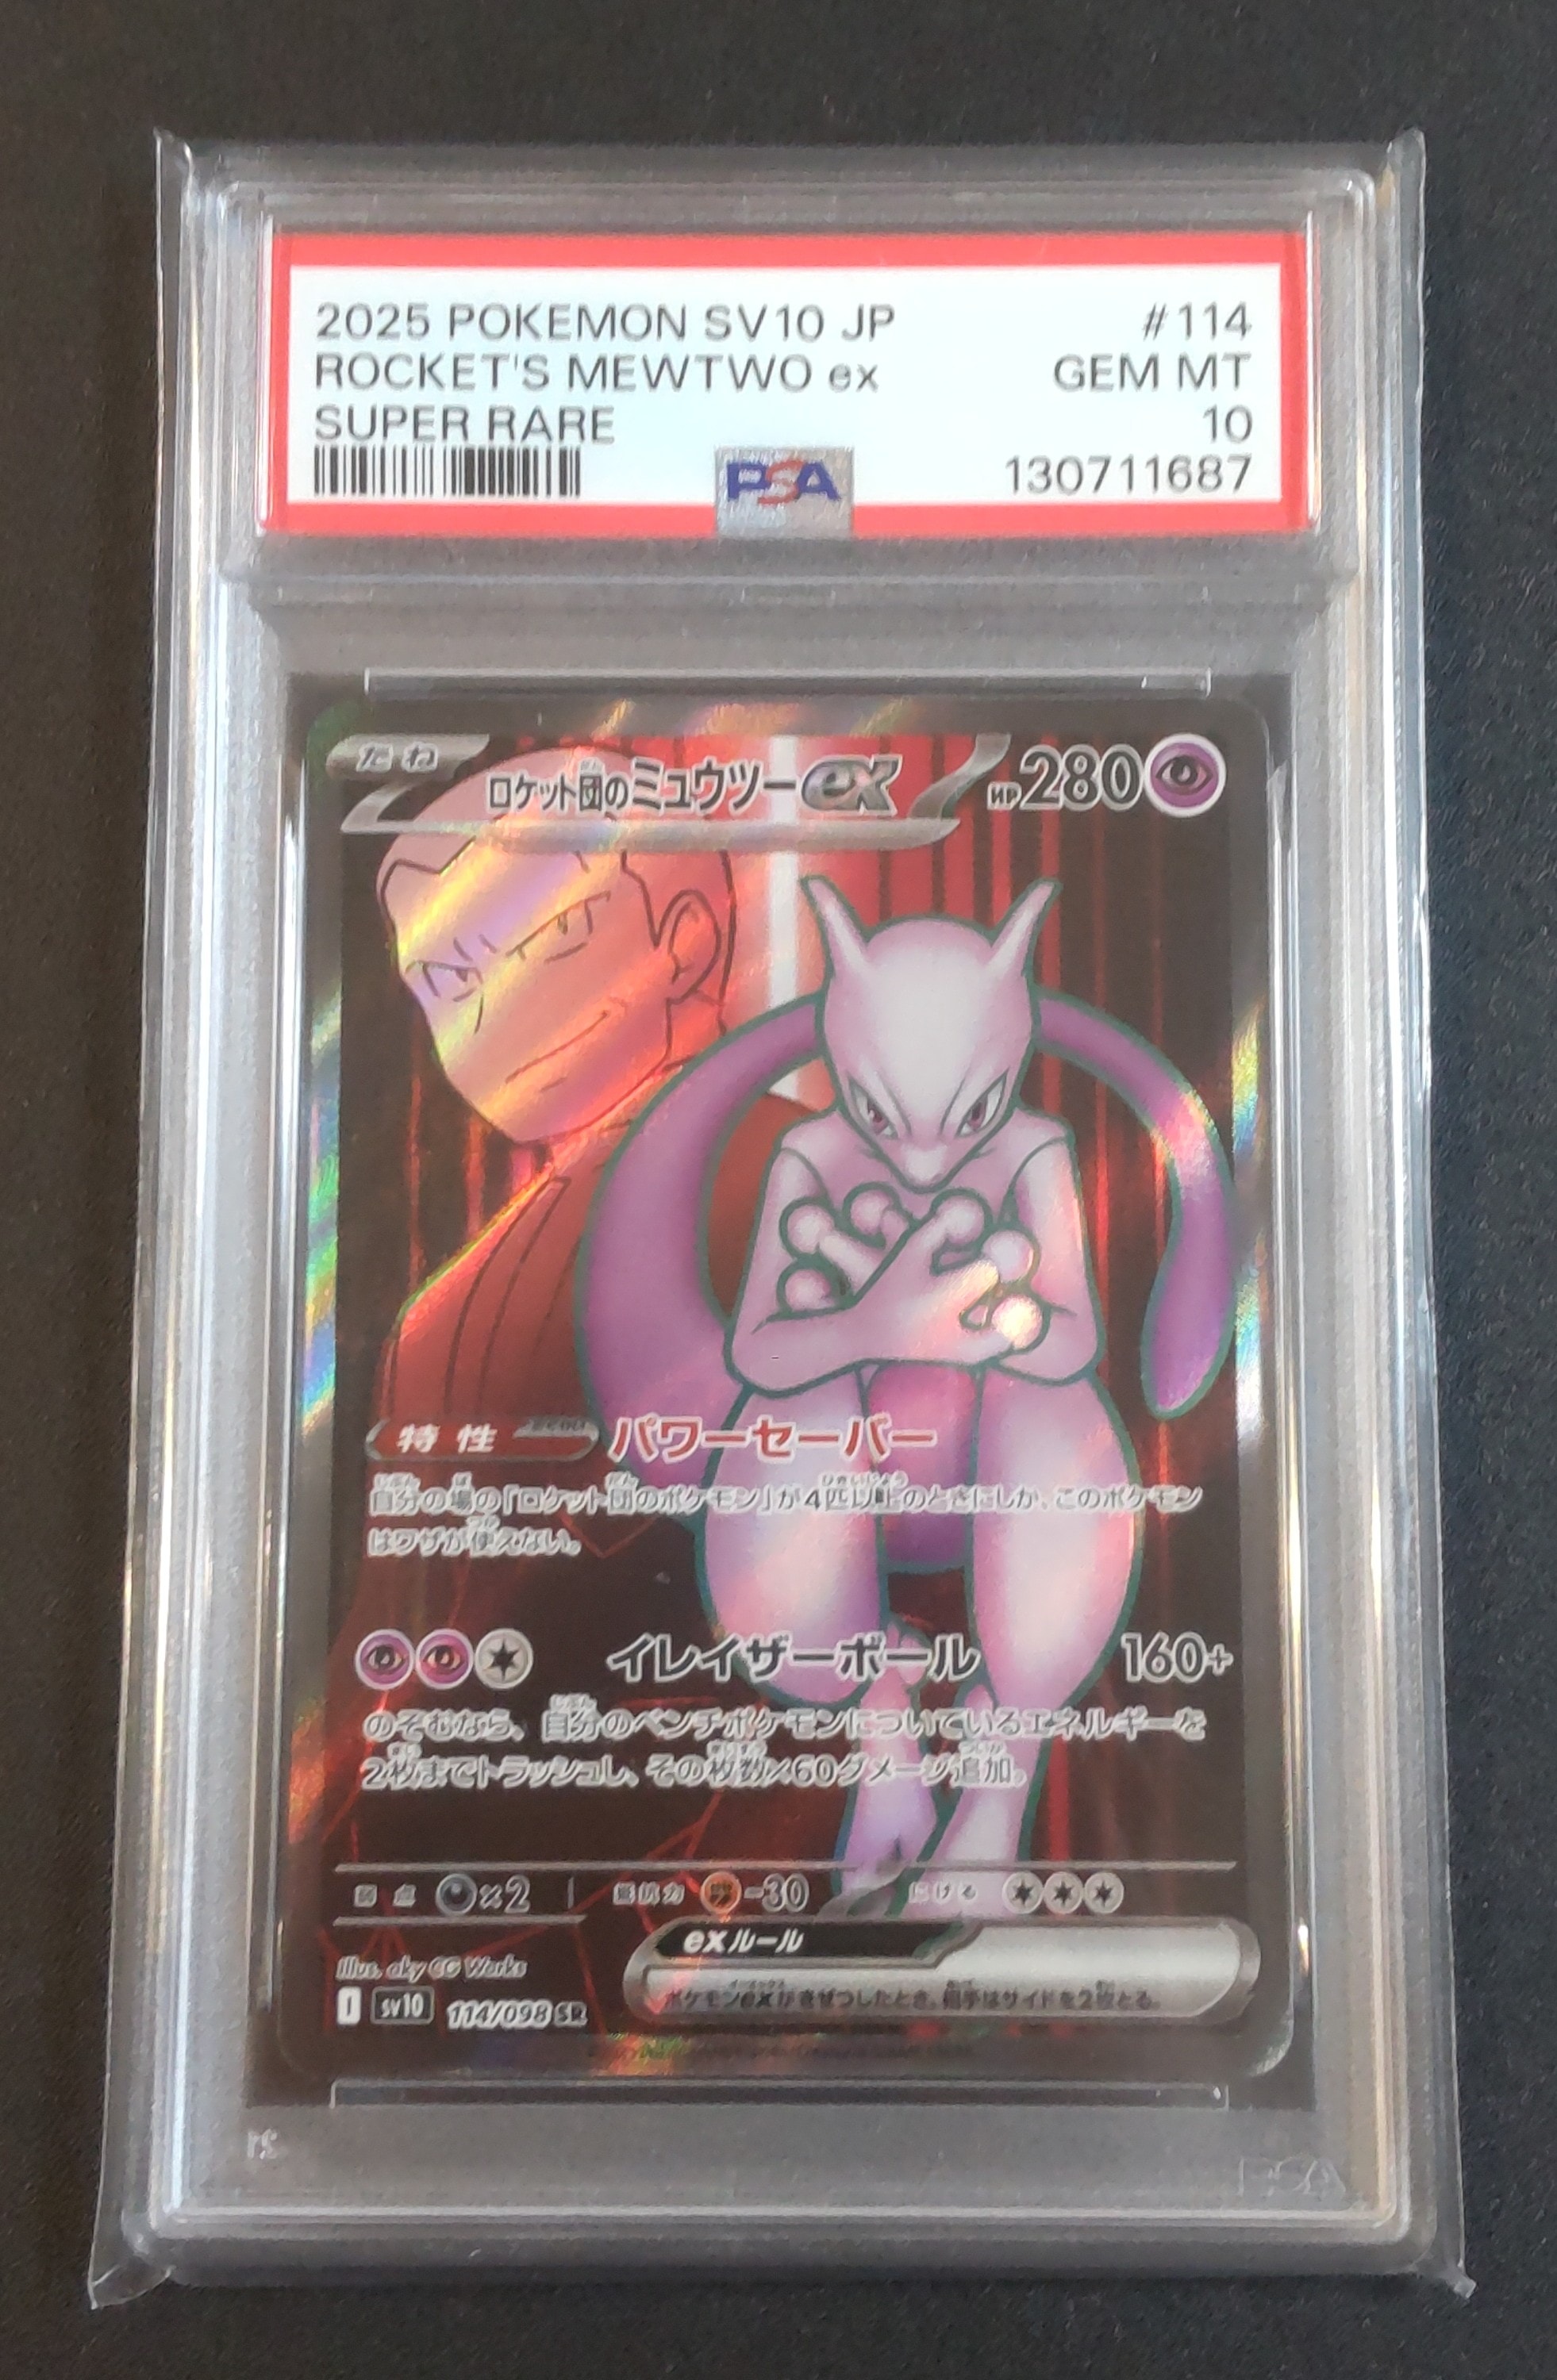 2025 POKEMON SV10 JP #114
ROCKET'S MEWTWO ex GEM MT
SUPER RARE 10
PSA 130711687
たね ロケット団のミュウツーex HP280
特性 パワーセーバー
自分の場の「ロケット団のポケモン」が4匹以上のときにしか、このポケモン
はワザが使えない。
イレイザーボール 160+
のぞむなら、自分のベンチポケモンについているエネルギーを
2枚までトラッシュし、その枚数×60ダメージ追加。
弱点 ×2 抵抗力 -30 にげる
exルール
ポケモンexがきぜつしたとき、相手はサイドを2枚とる。
Illus. aky CG Works
I sv10 114/098 SR
PSA